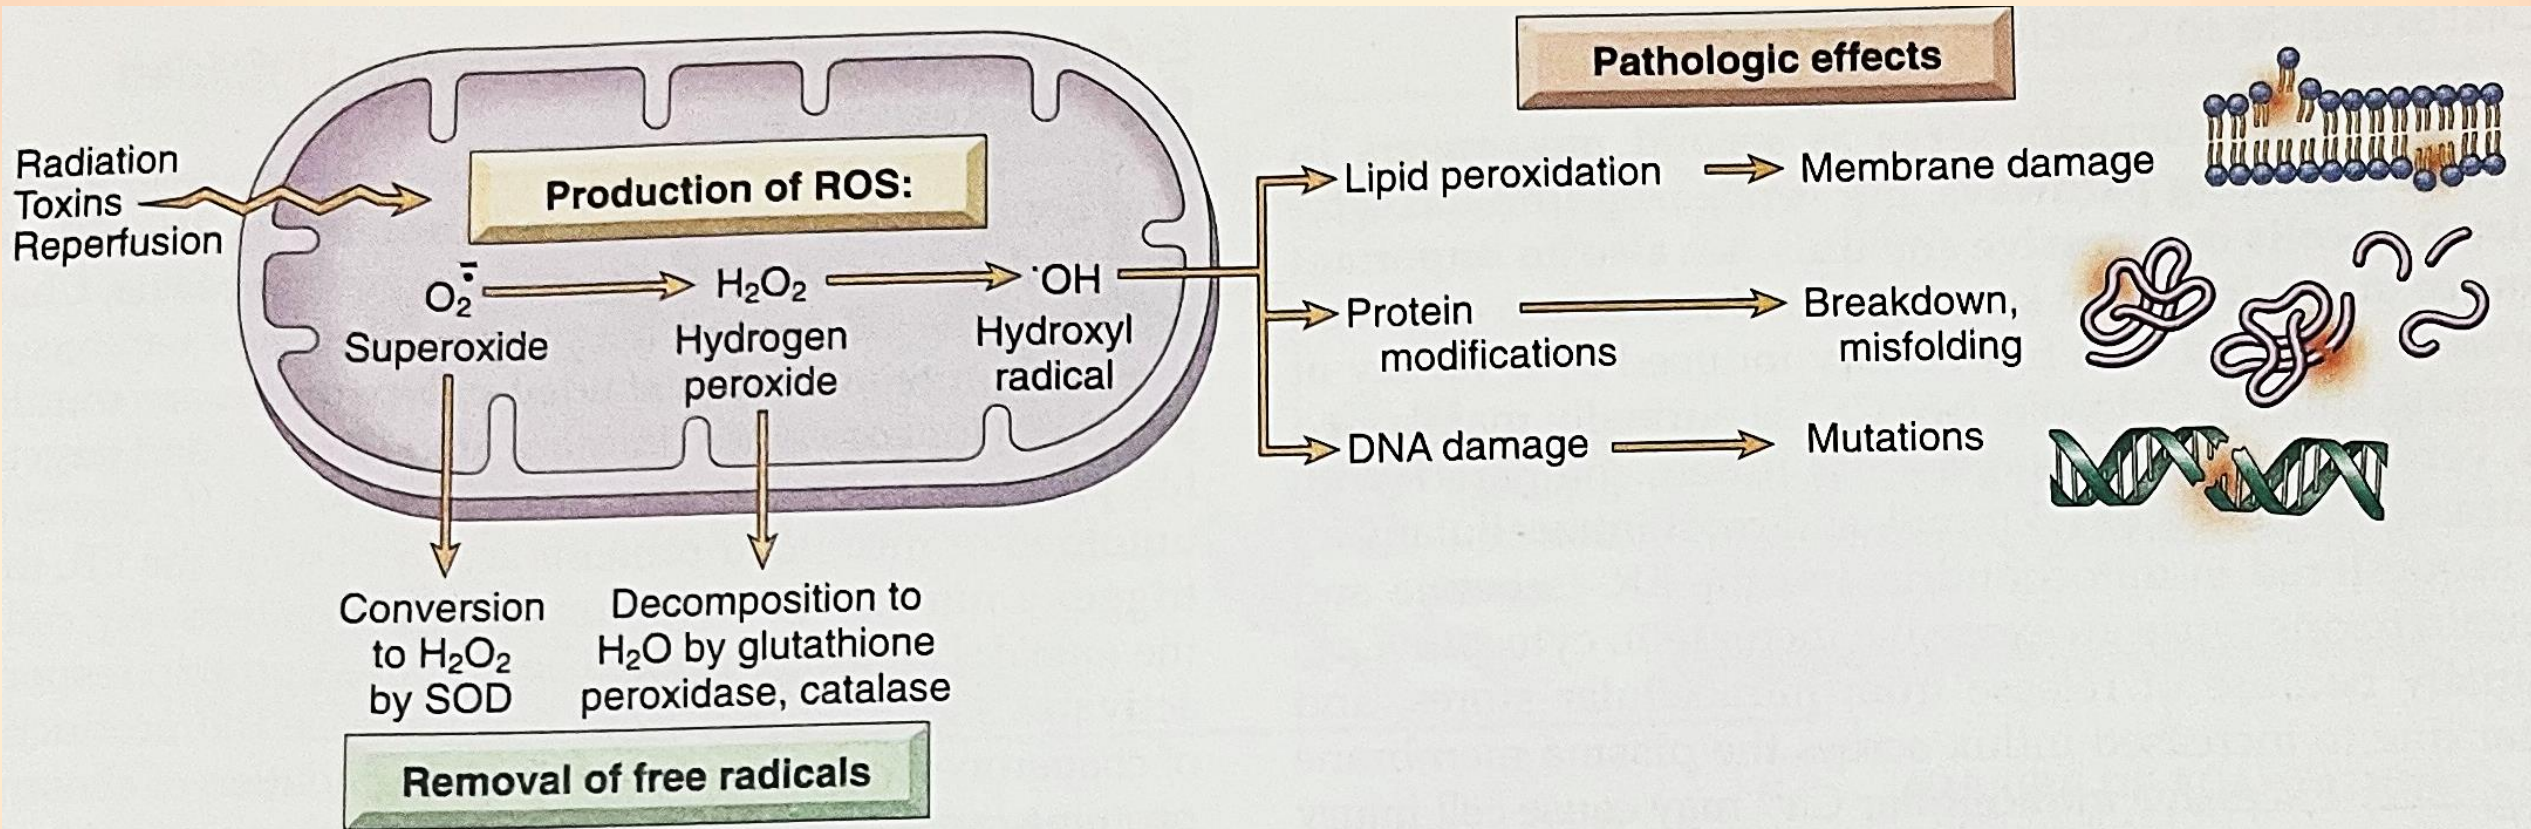 Pathologic effects
Radiation
Toxins
Reperfusion
Production of ROS:
O₂•̄
Superoxide
H₂O₂
Hydrogen
peroxide
˙OH
Hydroxyl
radical
Lipid peroxidation
Membrane damage
Protein
modifications
Breakdown,
misfolding
DNA damage
Mutations
Conversion
to H₂O₂
by SOD
Decomposition to
H₂O by glutathione
peroxidase, catalase
Removal of free radicals